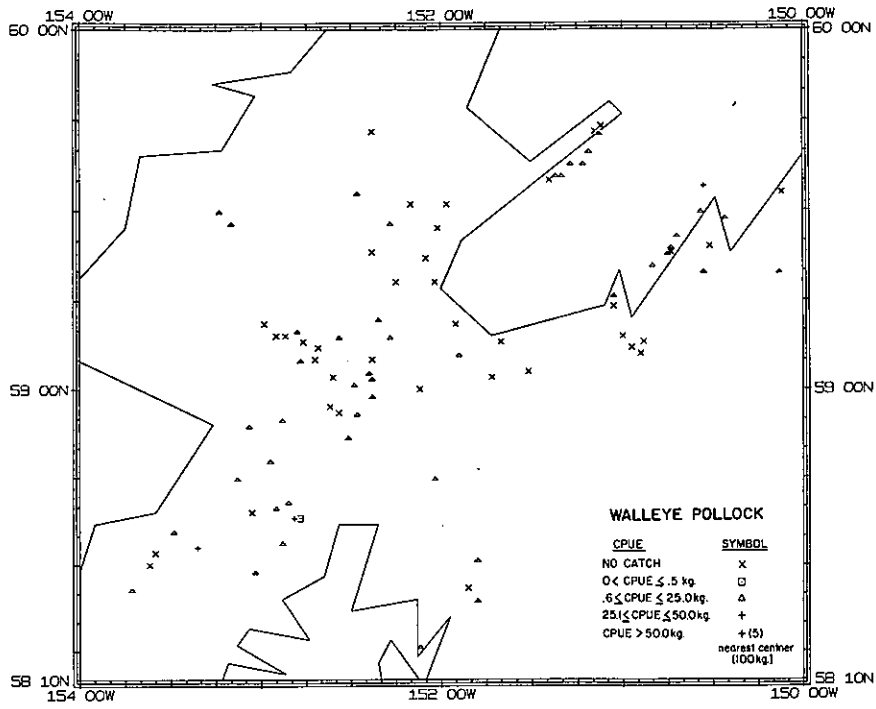 154 00W 152 00W 150 00W
60 00N 60 00N
59 00N 59 00N
+3
WALLEYE POLLOCK
CPUE SYMBOL
NO CATCH X
0< CPUE ≤ .5 kg.
.6≤CPUE ≤ 25.0kg. △
25.1≤CPUE ≤50.0kg. +
CPUE > 50.0kg. +(5)
nearest centner
(100kg.)
58 10N 58 10N
154 00W 152 00W 150 00W